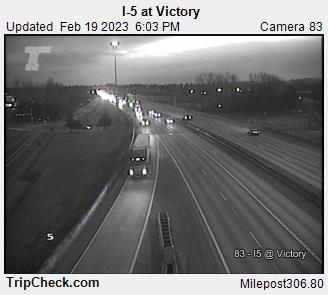 I-5 at Victory
Updated Feb 19 2023 6:03 PM Camera 83
T
S
83 - I5 @ Victory
TripCheck.com Milepost306.80